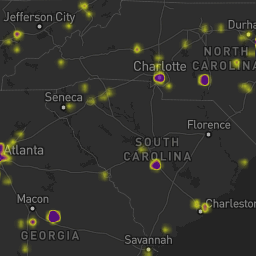 Jefferson City
Durha
NORTH
CAROLINA
Charlotte
Seneca
Florence
SOUTH
CAROLINA
Atlanta
Macon
Charleston
GEORGIA
Savannah